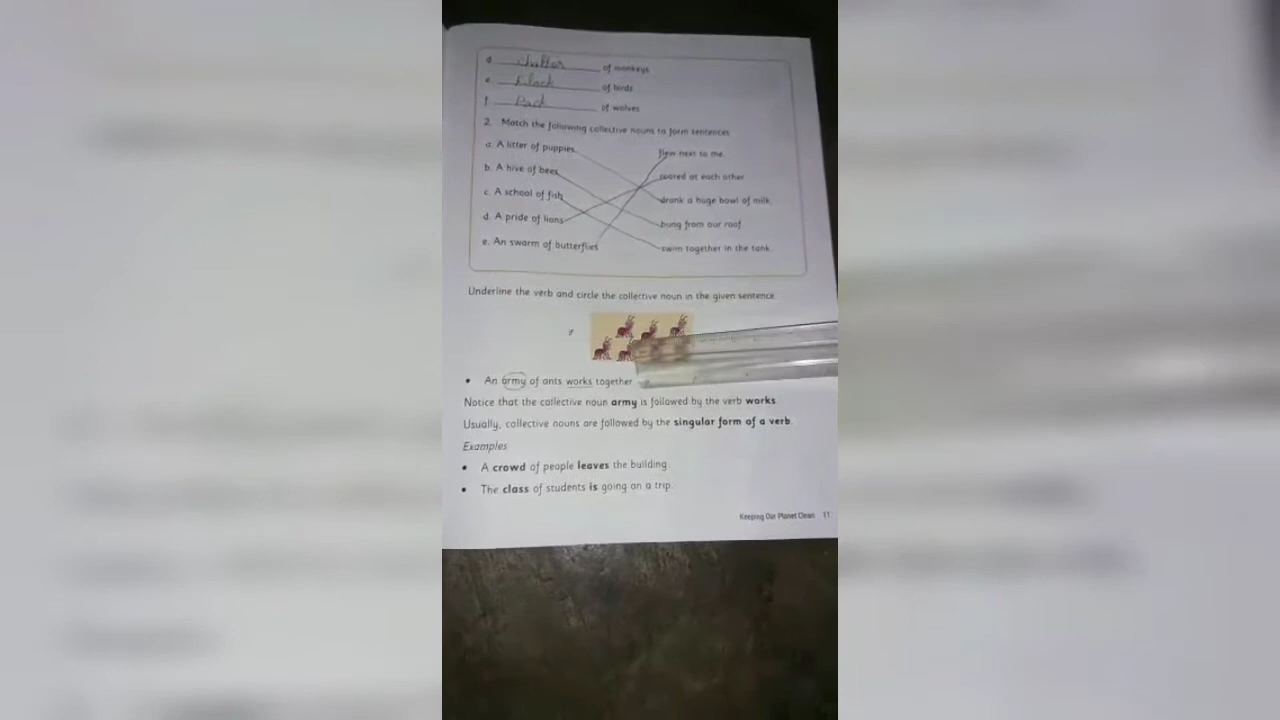 d. Chatter of monkeys
e. Flock of birds
f. Pack of wolves
2. Match the following collective nouns to form sentences
a. A litter of puppies flew next to me.
b. A hive of bees roared at each other
c. A school of fish drank a huge bowl of milk.
d. A pride of lions hung from our roof.
e. An swarm of butterflies swim together in the tank.
Underline the verb and circle the collective noun in the given sentence
• An army of ants works together
Notice that the collective noun army is followed by the verb works.
Usually, collective nouns are followed by the singular form of a verb.
Examples
• A crowd of people leaves the building.
• The class of students is going on a trip.
Keeping Our Planet Clean 11